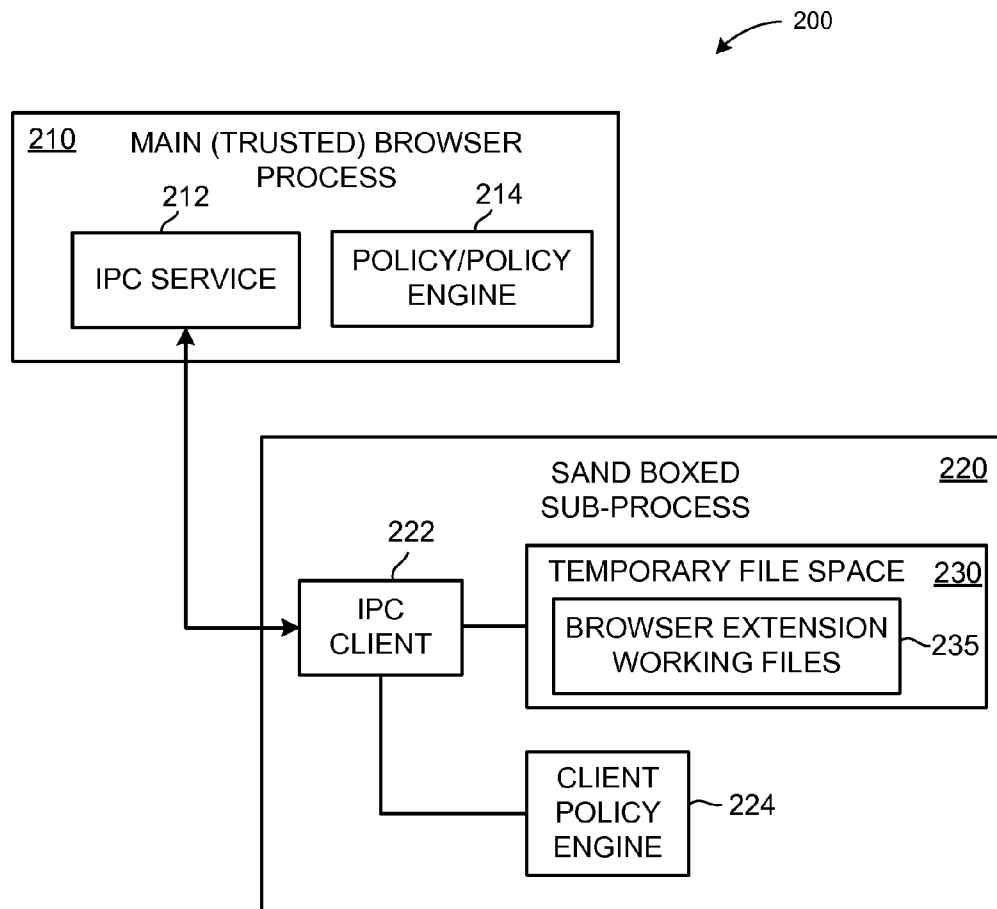 200
210
MAIN (TRUSTED) BROWSER
PROCESS
212
214
IPC SERVICE
POLICY/POLICY
ENGINE
SAND BOXED
SUB-PROCESS
220
222
IPC
CLIENT
TEMPORARY FILE SPACE
230
BROWSER EXTENSION
WORKING FILES
235
CLIENT
POLICY
ENGINE
224